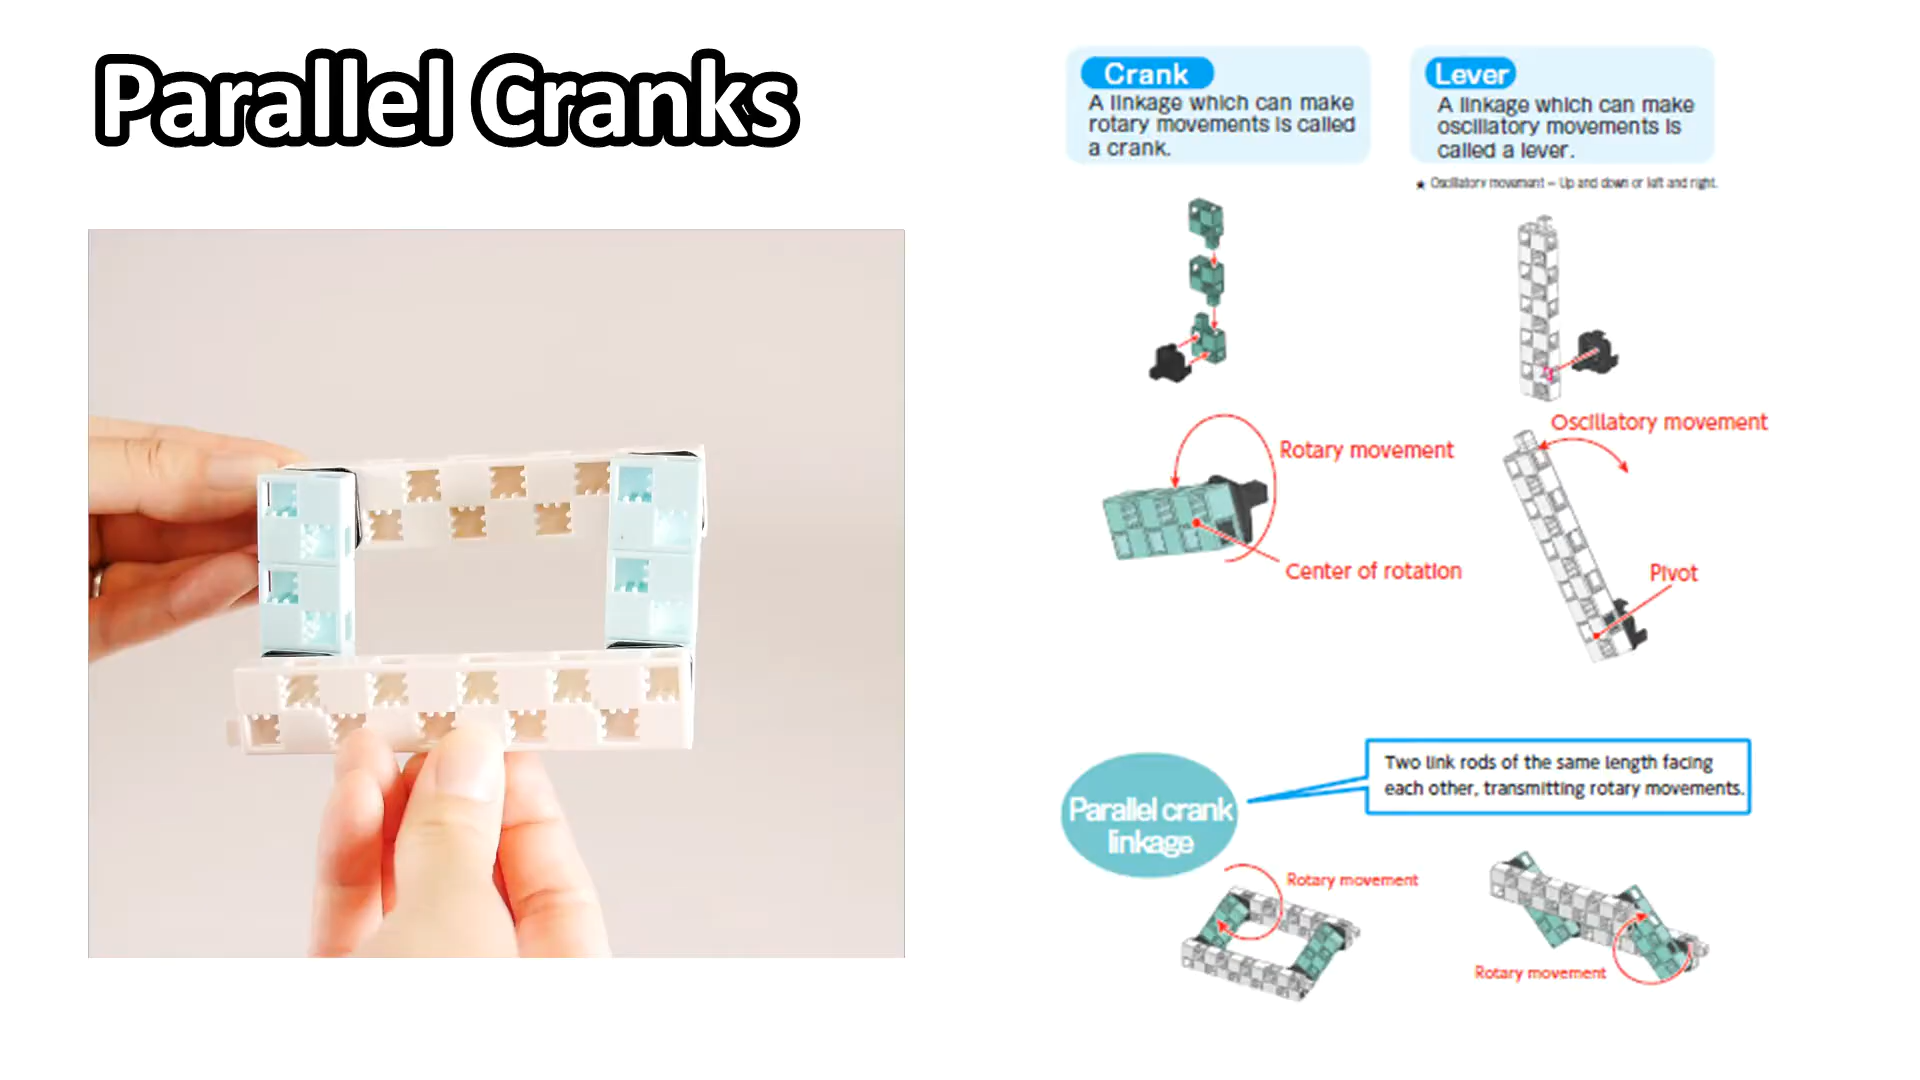 Parallel Cranks
Crank
A linkage which can make
rotary movements is called
a crank.
Lever
A linkage which can make
oscillatory movements is
called a lever.
★ Oscillatory movement – Up and down or left and right.
Rotary movement
Center of rotation
Oscillatory movement
Pivot
Parallel crank
linkage
Two link rods of the same length facing
each other, transmitting rotary movements.
Rotary movement
Rotary movement